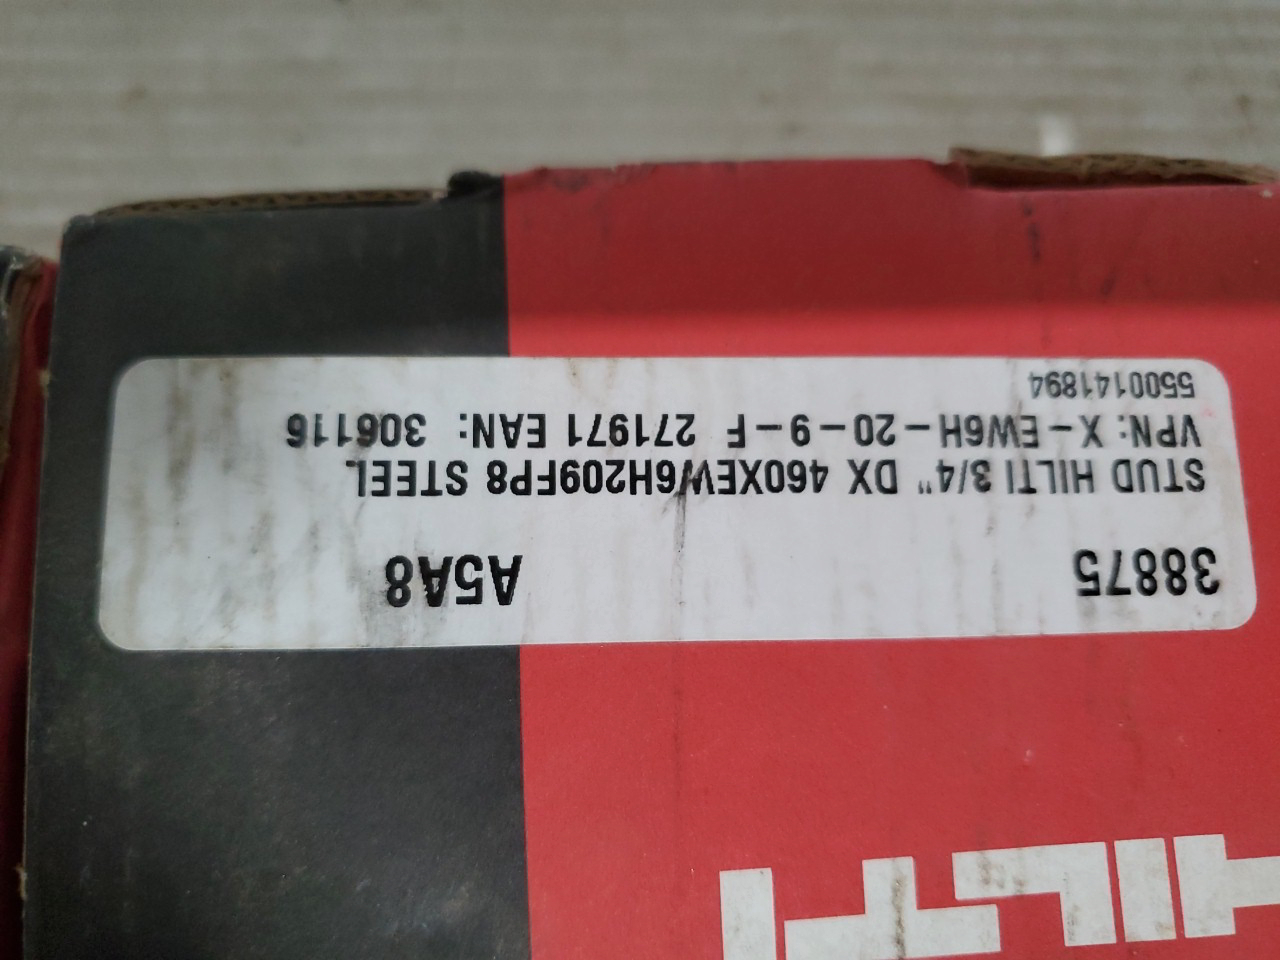 HILTI
38875 A5A8
STUD HILTI 3/4" DX 460XEW6H209FP8 STEEL
VPN: X-EW6H-20-9-F 271971 EAN: 306116
5500141894